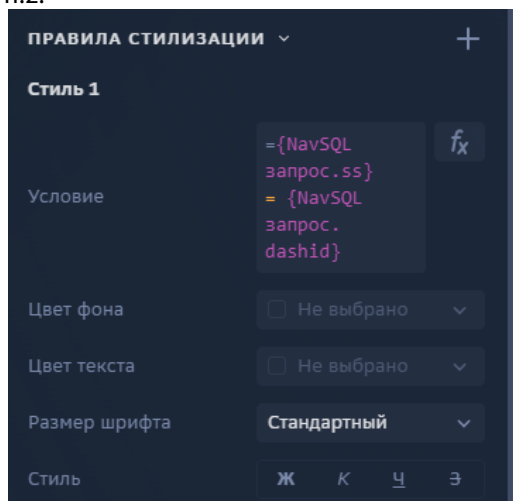 п.2.
ПРАВИЛА СТИЛИЗАЦИИ
Стиль 1
Условие
={NavSQL
запрос.ss}
= {NavSQL
запрос.
dashid}
fx
Цвет фона
Не выбрано
Цвет текста
Не выбрано
Размер шрифта
Стандартный
Стиль
Ж К Ч З